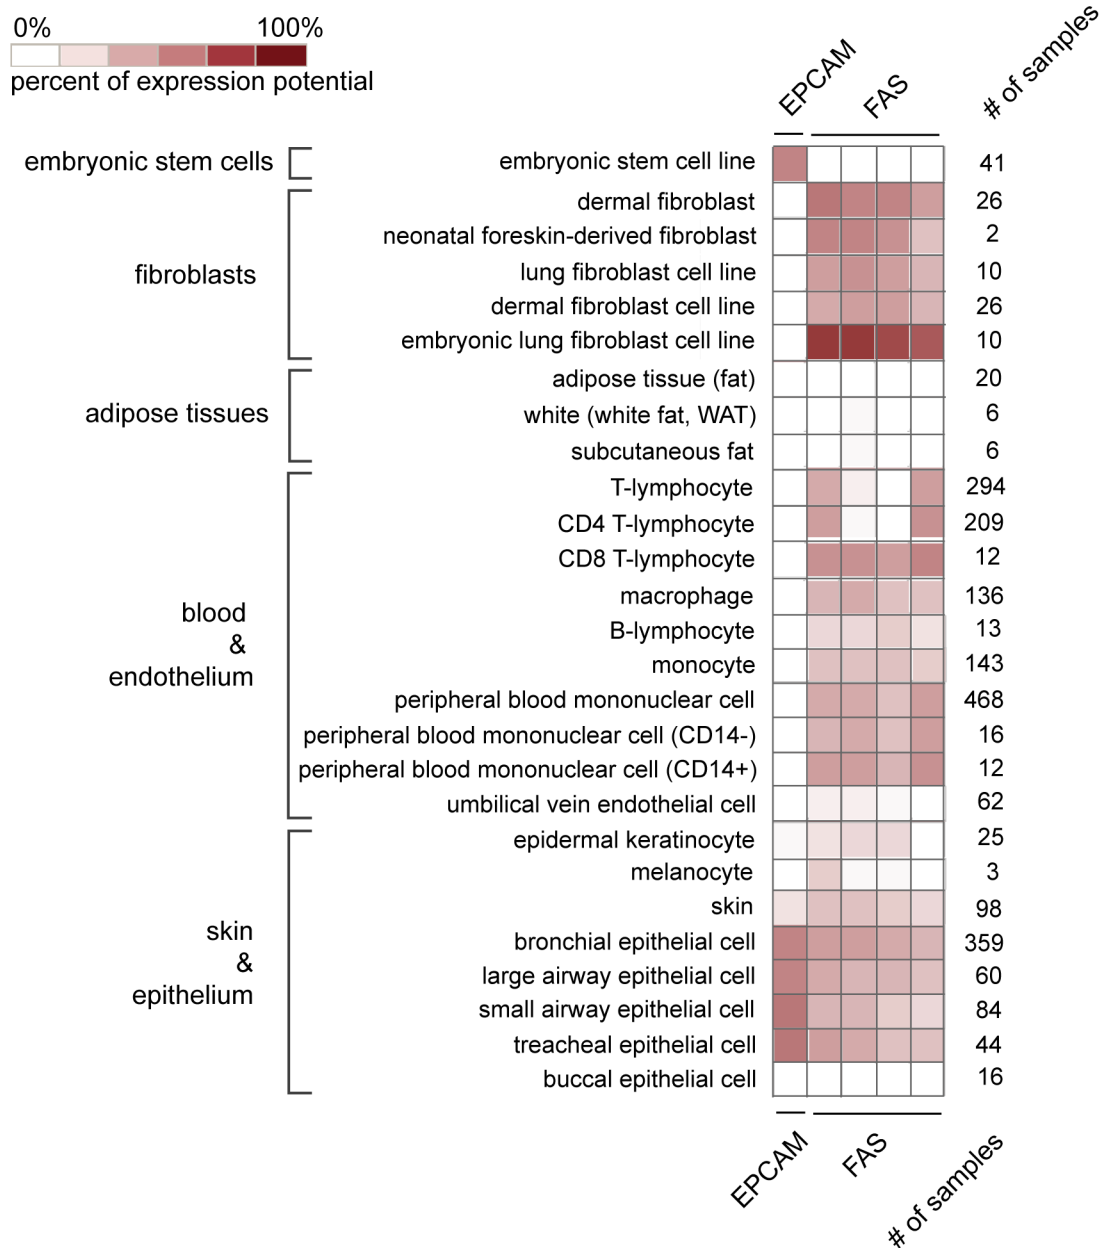 0% 100%
percent of expression potential
EPCAM
FAS
# of samples
embryonic stem cells
embryonic stem cell line 41
fibroblasts
dermal fibroblast 26
neonatal foreskin-derived fibroblast 2
lung fibroblast cell line 10
dermal fibroblast cell line 26
embryonic lung fibroblast cell line 10
adipose tissues
adipose tissue (fat) 20
white (white fat, WAT) 6
subcutaneous fat 6
blood
&
endothelium
T-lymphocyte 294
CD4 T-lymphocyte 209
CD8 T-lymphocyte 12
macrophage 136
B-lymphocyte 13
monocyte 143
peripheral blood mononuclear cell 468
peripheral blood mononuclear cell (CD14-) 16
peripheral blood mononuclear cell (CD14+) 12
umbilical vein endothelial cell 62
skin
&
epithelium
epidermal keratinocyte 25
melanocyte 3
skin 98
bronchial epithelial cell 359
large airway epithelial cell 60
small airway epithelial cell 84
treacheal epithelial cell 44
buccal epithelial cell 16
EPCAM
FAS
# of samples